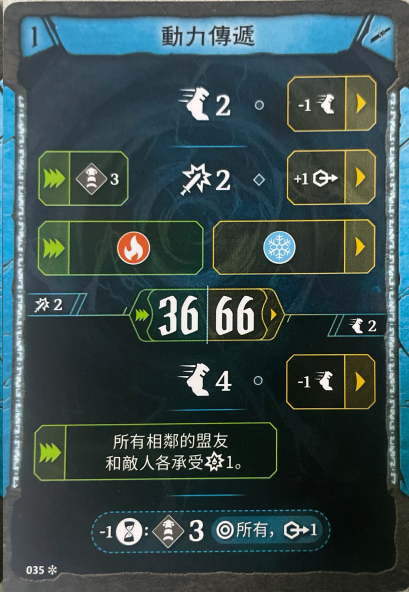 1 動力傳遞
2 -1
3 2 +1
2 36 66 2
4 -1
所有相鄰的盟友
和敵人各承受1。
-1 : 3 所有， 1
035